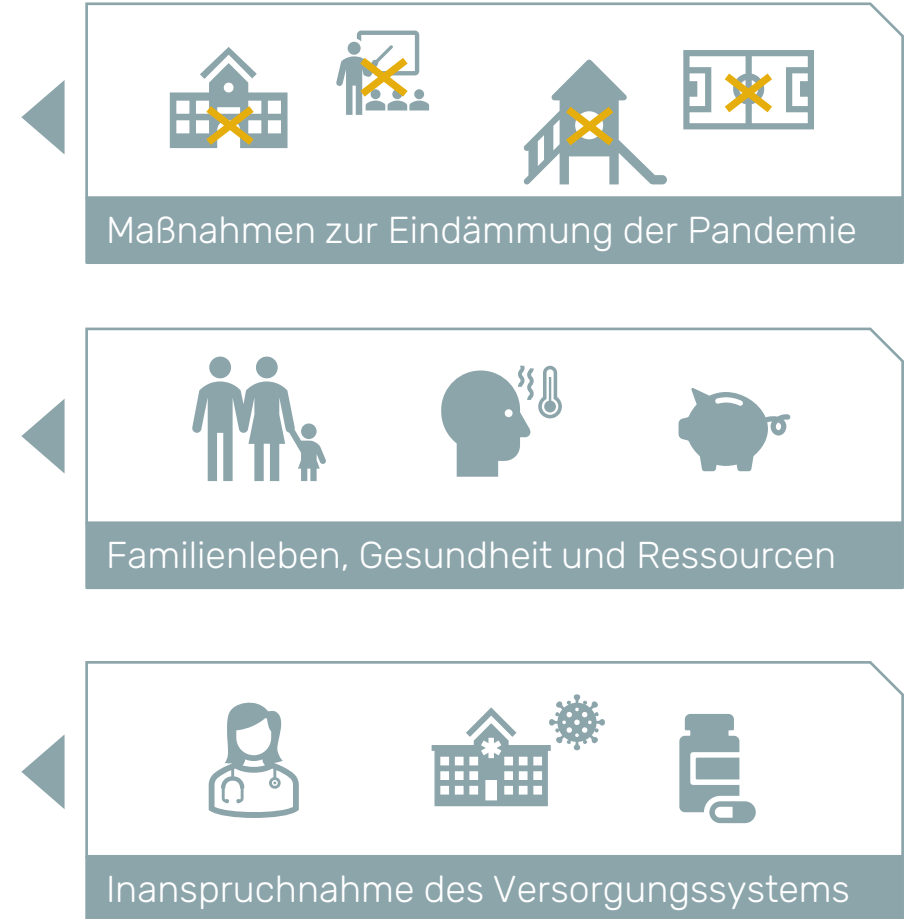 Maßnahmen zur Eindämmung der Pandemie
Familienleben, Gesundheit und Ressourcen
Inanspruchnahme des Versorgungssystems